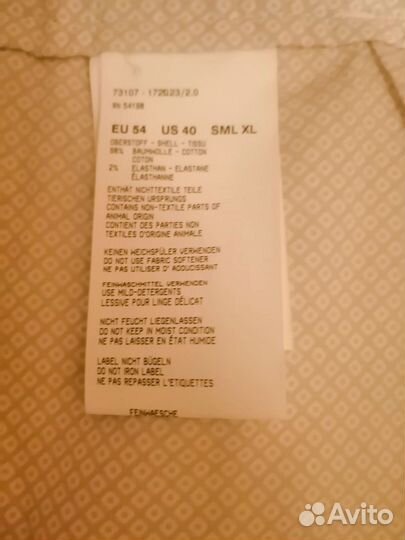 73107 - 172023/2.0
RN 54198
EU 54 US 40 SML XL
OBERSTOFF - SHELL - TISSU
98% BAUMWOLLE - COTTON
COTON
2% ELASTHAN - ELASTANE
ÉLASTHANNE
ENTHÄT NICHTTEXTILE TEILE
TIERISCHEN URSPRUNGS
CONTAINS NON-TEXTILE PARTS OF
ANIMAL ORIGIN
CONTIENT DES PARTIES NON
TEXTILES D'ORIGINE ANIMALE
KEINEN WEICHSPÜLER VERWENDEN
DO NOT USE FABRIC SOFTENER
NE PAS UTILISER D' ADOUCISSANT
FEINWASCHMITTEL VERWENDEN
USE MILD-DETERGENTS
LESSIVE POUR LINGE DÉLICAT
NICHT FEUCHT LIEGENLASSEN
DO NOT KEEP IN MOIST CONDITION
NE PAS LAISSER EN ÉTAT HUMIDE
LABEL NICHT BÜGELN
DO NOT IRON LABEL
NE PAS REPASSER L'ETIQUETTES
FEINWAESCHE
Avito